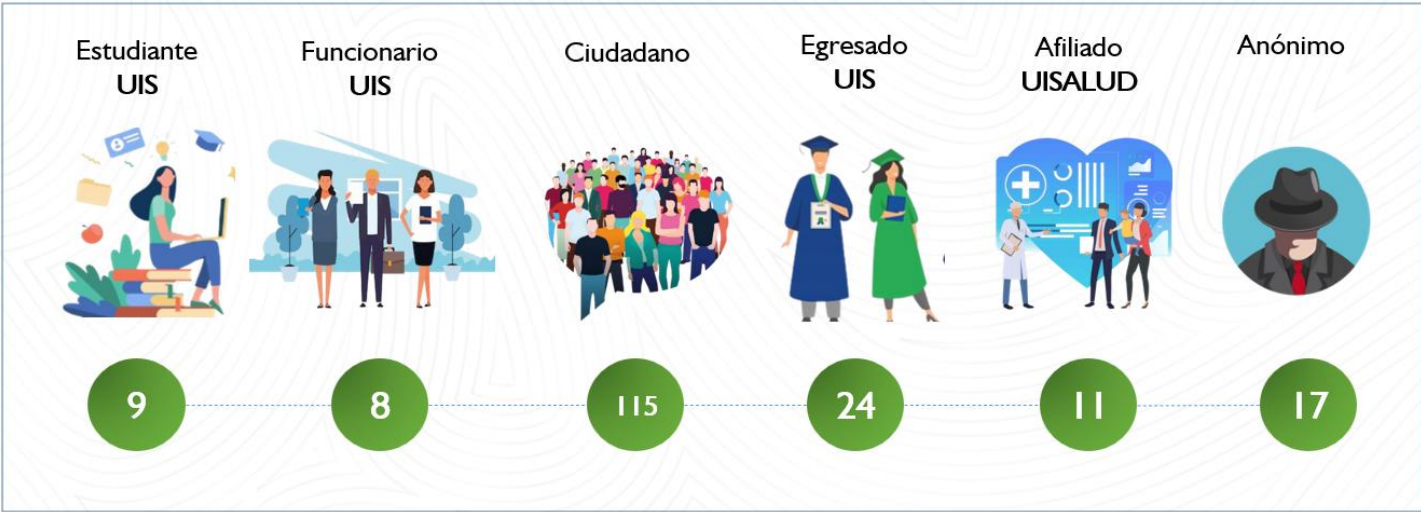 Estudiante
UIS
Funcionario
UIS
Ciudadano
Egresado
UIS
Afiliado
UISALUD
Anónimo
9
8
115
24
11
17